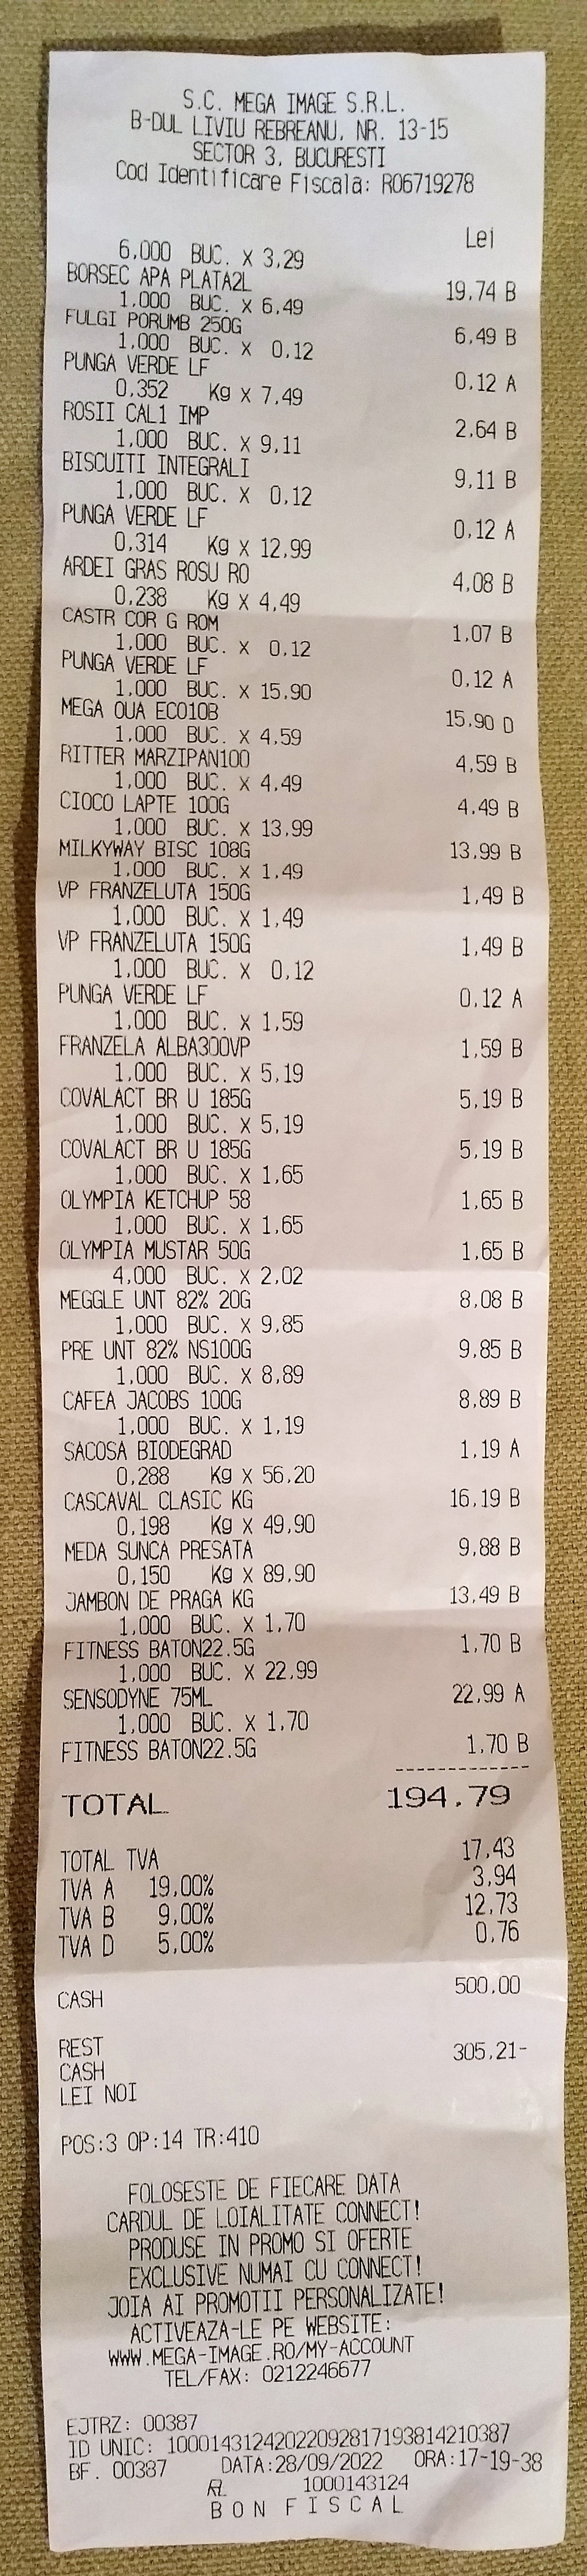 S.C. MEGA IMAGE S.R.L.
B-DUL LIVIU REBREANU. NR. 13-15
SECTOR 3. BUCURESTI
Cod Identificare Fiscala: RO6719278
Lei
6,000 BUC. X 3,29
BORSEC APA PLATA2L 19,74 B
1,000 BUC. X 6,49
FULGI PORUMB 250G 6,49 B
1,000 BUC. X 0,12
PUNGA VERDE LF 0,12 A
0,352 Kg X 7,49
ROSII CAL1 IMP 2,64 B
1,000 BUC. X 9,11
BISCUITI INTEGRALI 9,11 B
1,000 BUC. X 0,12
PUNGA VERDE LF 0,12 A
0,314 Kg X 12,99
ARDEI GRAS ROSU RO 4,08 B
0,238 Kg X 4,49
CASTR COR G ROM 1,07 B
1,000 BUC. X 0,12
PUNGA VERDE LF 0,12 A
1,000 BUC. X 15,90
MEGA OUA ECO10B 15,90 D
1,000 BUC. X 4,59
RITTER MARZIPAN100 4,59 B
1,000 BUC. X 4,49
CIOCO LAPTE 100G 4,49 B
1,000 BUC. X 13,99
MILKYWAY BISC 108G 13,99 B
1,000 BUC. X 1,49
VP FRANZELUTA 150G 1,49 B
1,000 BUC. X 1,49
VP FRANZELUTA 150G 1,49 B
1,000 BUC. X 0,12
PUNGA VERDE LF 0,12 A
1,000 BUC. X 1,59
FRANZELA ALBA300VP 1,59 B
1,000 BUC. X 5,19
COVALACT BR U 185G 5,19 B
1,000 BUC. X 5,19
COVALACT BR U 185G 5,19 B
1,000 BUC. X 1,65
OLYMPIA KETCHUP 58 1,65 B
1,000 BUC. X 1,65
OLYMPIA MUSTAR 50G 1,65 B
4,000 BUC. X 2,02
MEGGLE UNT 82% 20G 8,08 B
1,000 BUC. X 9,85
PRE UNT 82% NS100G 9,85 B
1,000 BUC. X 8,89
CAFEA JACOBS 100G 8,89 B
1,000 BUC. X 1,19
SACOSA BIODEGRAD 1,19 A
0,288 Kg X 56,20
CASCAVAL CLASIC KG 16,19 B
0,198 Kg X 49,90
MEDA SUNCA PRESATA 9,88 B
0,150 Kg X 89,90
JAMBON DE PRAGA KG 13,49 B
1,000 BUC. X 1,70
FITNESS BATON22.5G 1,70 B
1,000 BUC. X 22,99
SENSODYNE 75ML 22,99 A
1,000 BUC. X 1,70
FITNESS BATON22.5G 1,70 B
------------
TOTAL 194.79
TOTAL TVA 17,43
TVA A 19,00% 3,94
TVA B 9,00% 12,73
TVA D 5,00% 0,76
CASH 500,00
REST
CASH 305,21-
LEI NOI
POS:3 OP:14 TR:410
FOLOSESTE DE FIECARE DATA
CARDUL DE LOIALITATE CONNECT!
PRODUSE IN PROMO SI OFERTE
EXCLUSIVE NUMAI CU CONNECT!
JOIA AI PROMOTII PERSONALIZATE!
ACTIVEAZA-LE PE WEBSITE:
WWW.MEGA-IMAGE.RO/MY-ACCOUNT
TEL/FAX: 0212246677
EJTRZ: 00387
ID UNIC: 1000143124202209281719381421​0387
BF. 00387 DATA:28/09/2022 ORA:17-19-38
1000143124
BON FISCAL